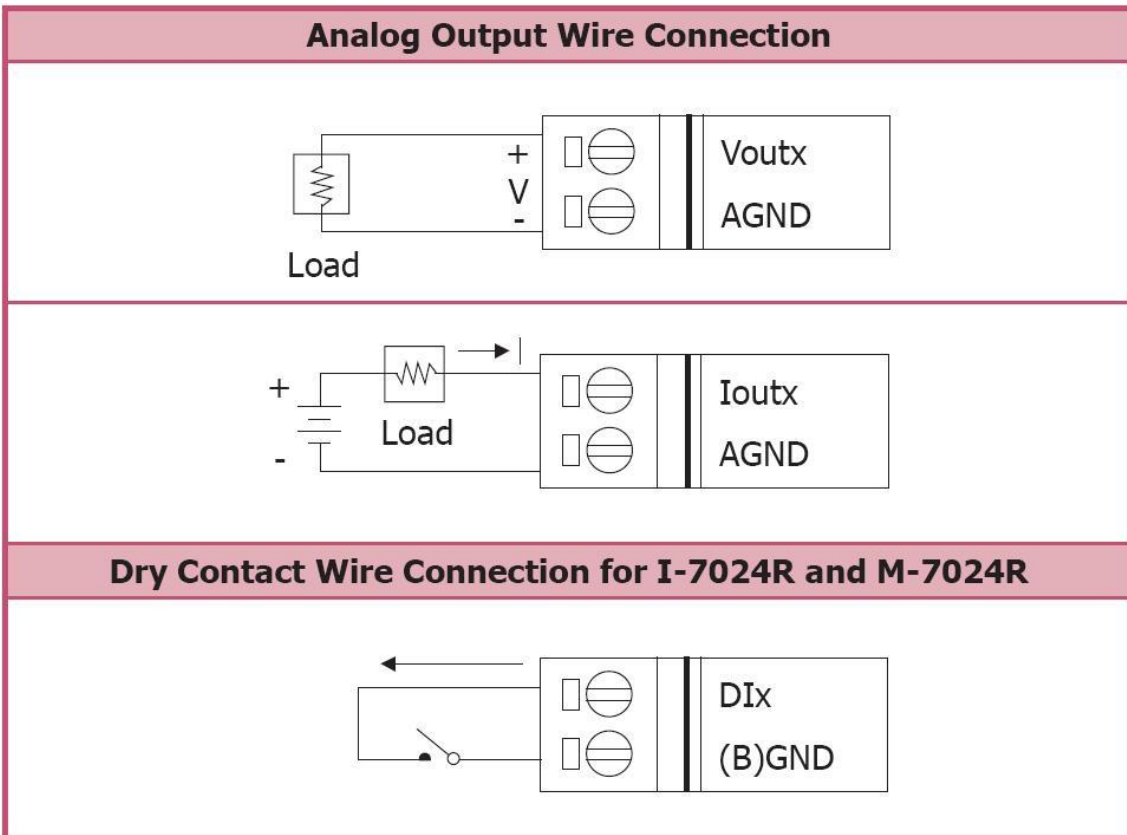 Analog Output Wire Connection
+
V
-
Voutx
AGND
Load
+
-
Load
I
Ioutx
AGND
Dry Contact Wire Connection for I-7024R and M-7024R
DIx
(B)GND